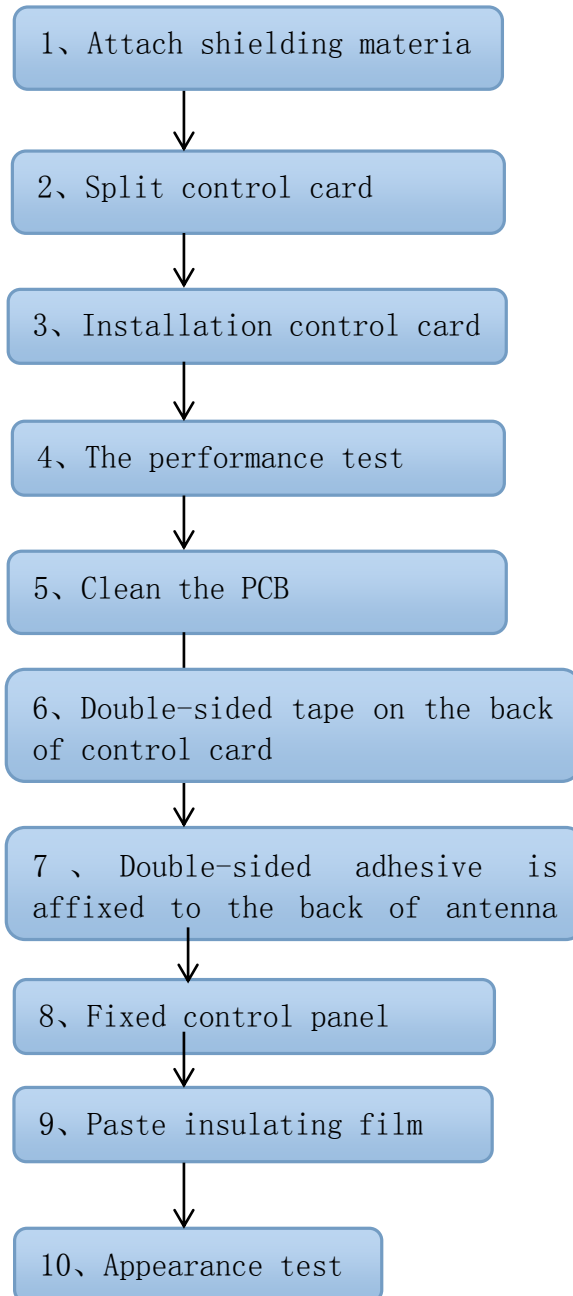 1、Attach shielding materia
2、Split control card
3、Installation control card
4、The performance test
5、Clean the PCB
6、Double-sided tape on the back
of control card
7 、 Double-sided adhesive is
affixed to the back of antenna
8、Fixed control panel
9、Paste insulating film
10、Appearance test